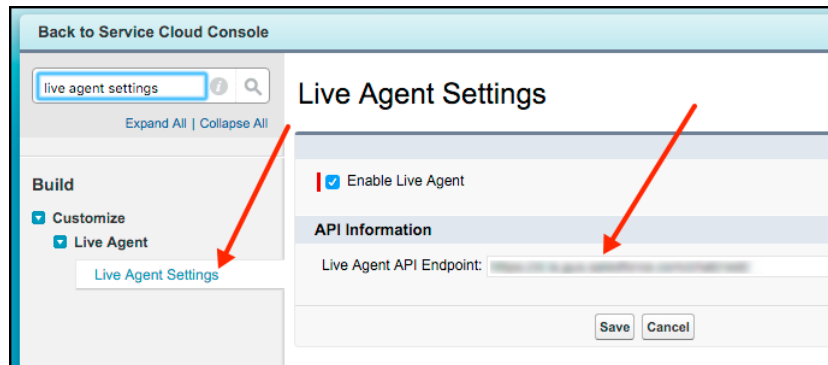 Back to Service Cloud Console
live agent settings
Expand All | Collapse All
Build
Customize
Live Agent
Live Agent Settings
Live Agent Settings
Enable Live Agent
API Information
Live Agent API Endpoint:
Save Cancel